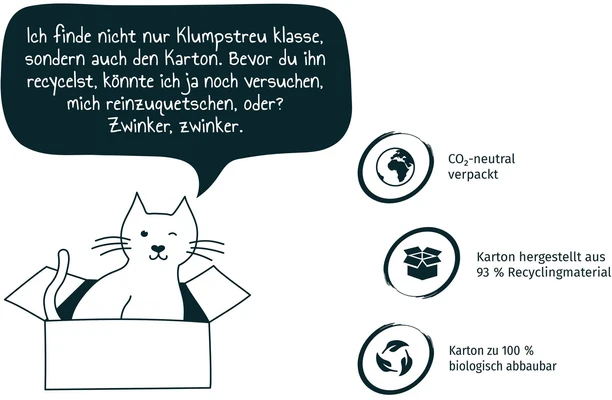 Ich finde nicht nur Klumpstreu klasse,
sondern auch den Karton. Bevor du ihn
recycelst, könnte ich ja noch versuchen,
mich reinzuquetschen, oder?
Zwinker, zwinker.
CO₂-neutral
verpackt
Karton hergestellt aus
93 % Recyclingmaterial
Karton zu 100 %
biologisch abbaubar